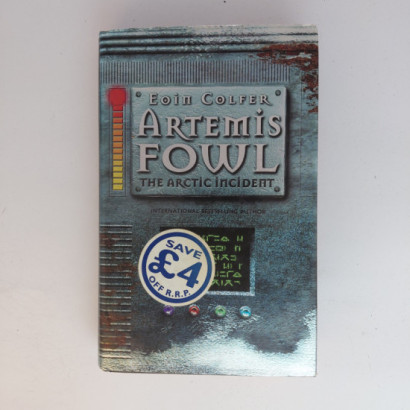 Eoin Colfer
ARTEMIS
FOWL
THE ARCTIC INCIDENT
INTERNATIONAL BESTSELLING AUTHOR
SAVE
£4
OFF R.R.P.